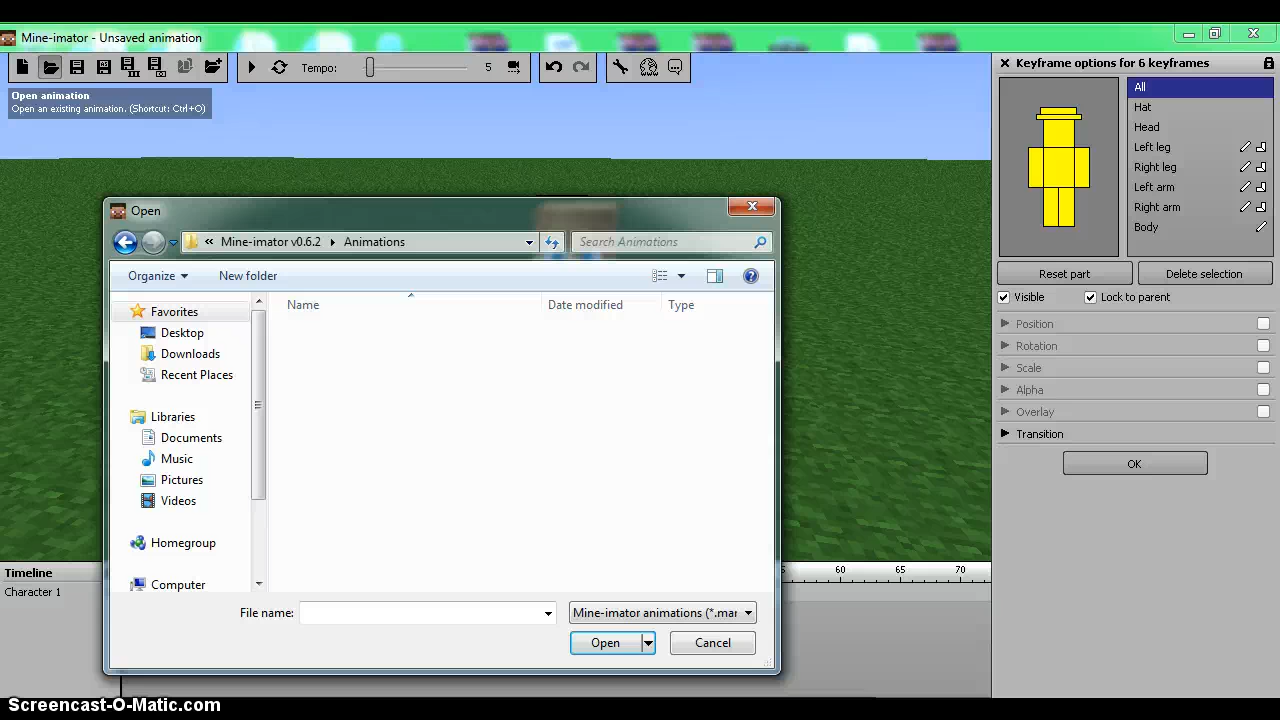 Mine-imator - Unsaved animation
Tempo: 5
Open animation
Open an existing animation. (Shortcut: Ctrl+O)
Keyframe options for 6 keyframes
All
Hat
Head
Left leg
Right leg
Left arm
Right arm
Body
Reset part
Delete selection
Visible
Lock to parent
Position
Rotation
Scale
Alpha
Overlay
Transition
OK
Open
« Mine-imator v0.6.2 Animations
Search Animations
Organize New folder
Name Date modified Type
Favorites
Desktop
Downloads
Recent Places
Libraries
Documents
Music
Pictures
Videos
Homegroup
Computer
File name: Mine-imator animations (*.mar
Open Cancel
Timeline
60 65 70
Character 1
Screencast-O-Matic.com